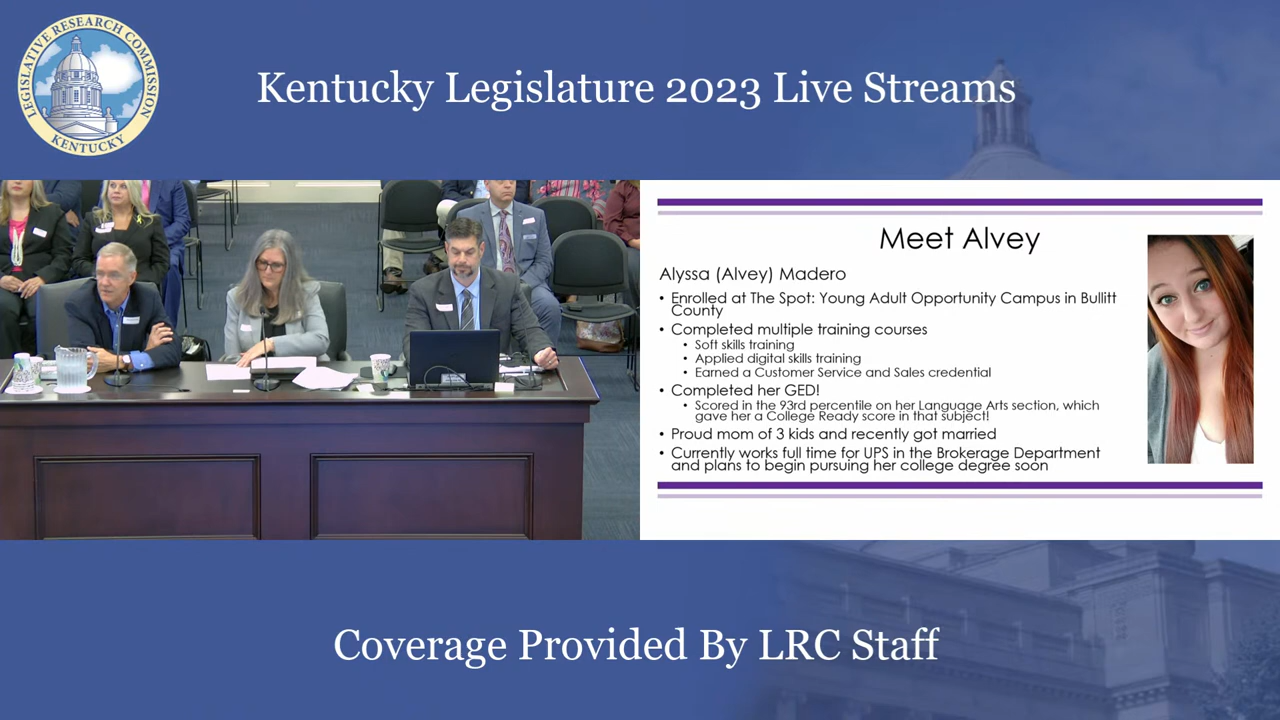 LEGISLATIVE RESEARCH COMMISSION
KENTUCKY
Kentucky Legislature 2023 Live Streams
Meet Alvey
Alyssa (Alvey) Madero
• Enrolled at The Spot: Young Adult Opportunity Campus in Bullitt
County
• Completed multiple training courses
• Soft skills training
• Applied digital skills training
• Earned a Customer Service and Sales credential
• Completed her GED!
• Scored in the 93rd percentile on her Language Arts section, which
gave her a College Ready score in that subject!
• Proud mom of 3 kids and recently got married
• Currently works full time for UPS in the Brokerage Department
and plans to begin pursuing her college degree soon
Coverage Provided By LRC Staff